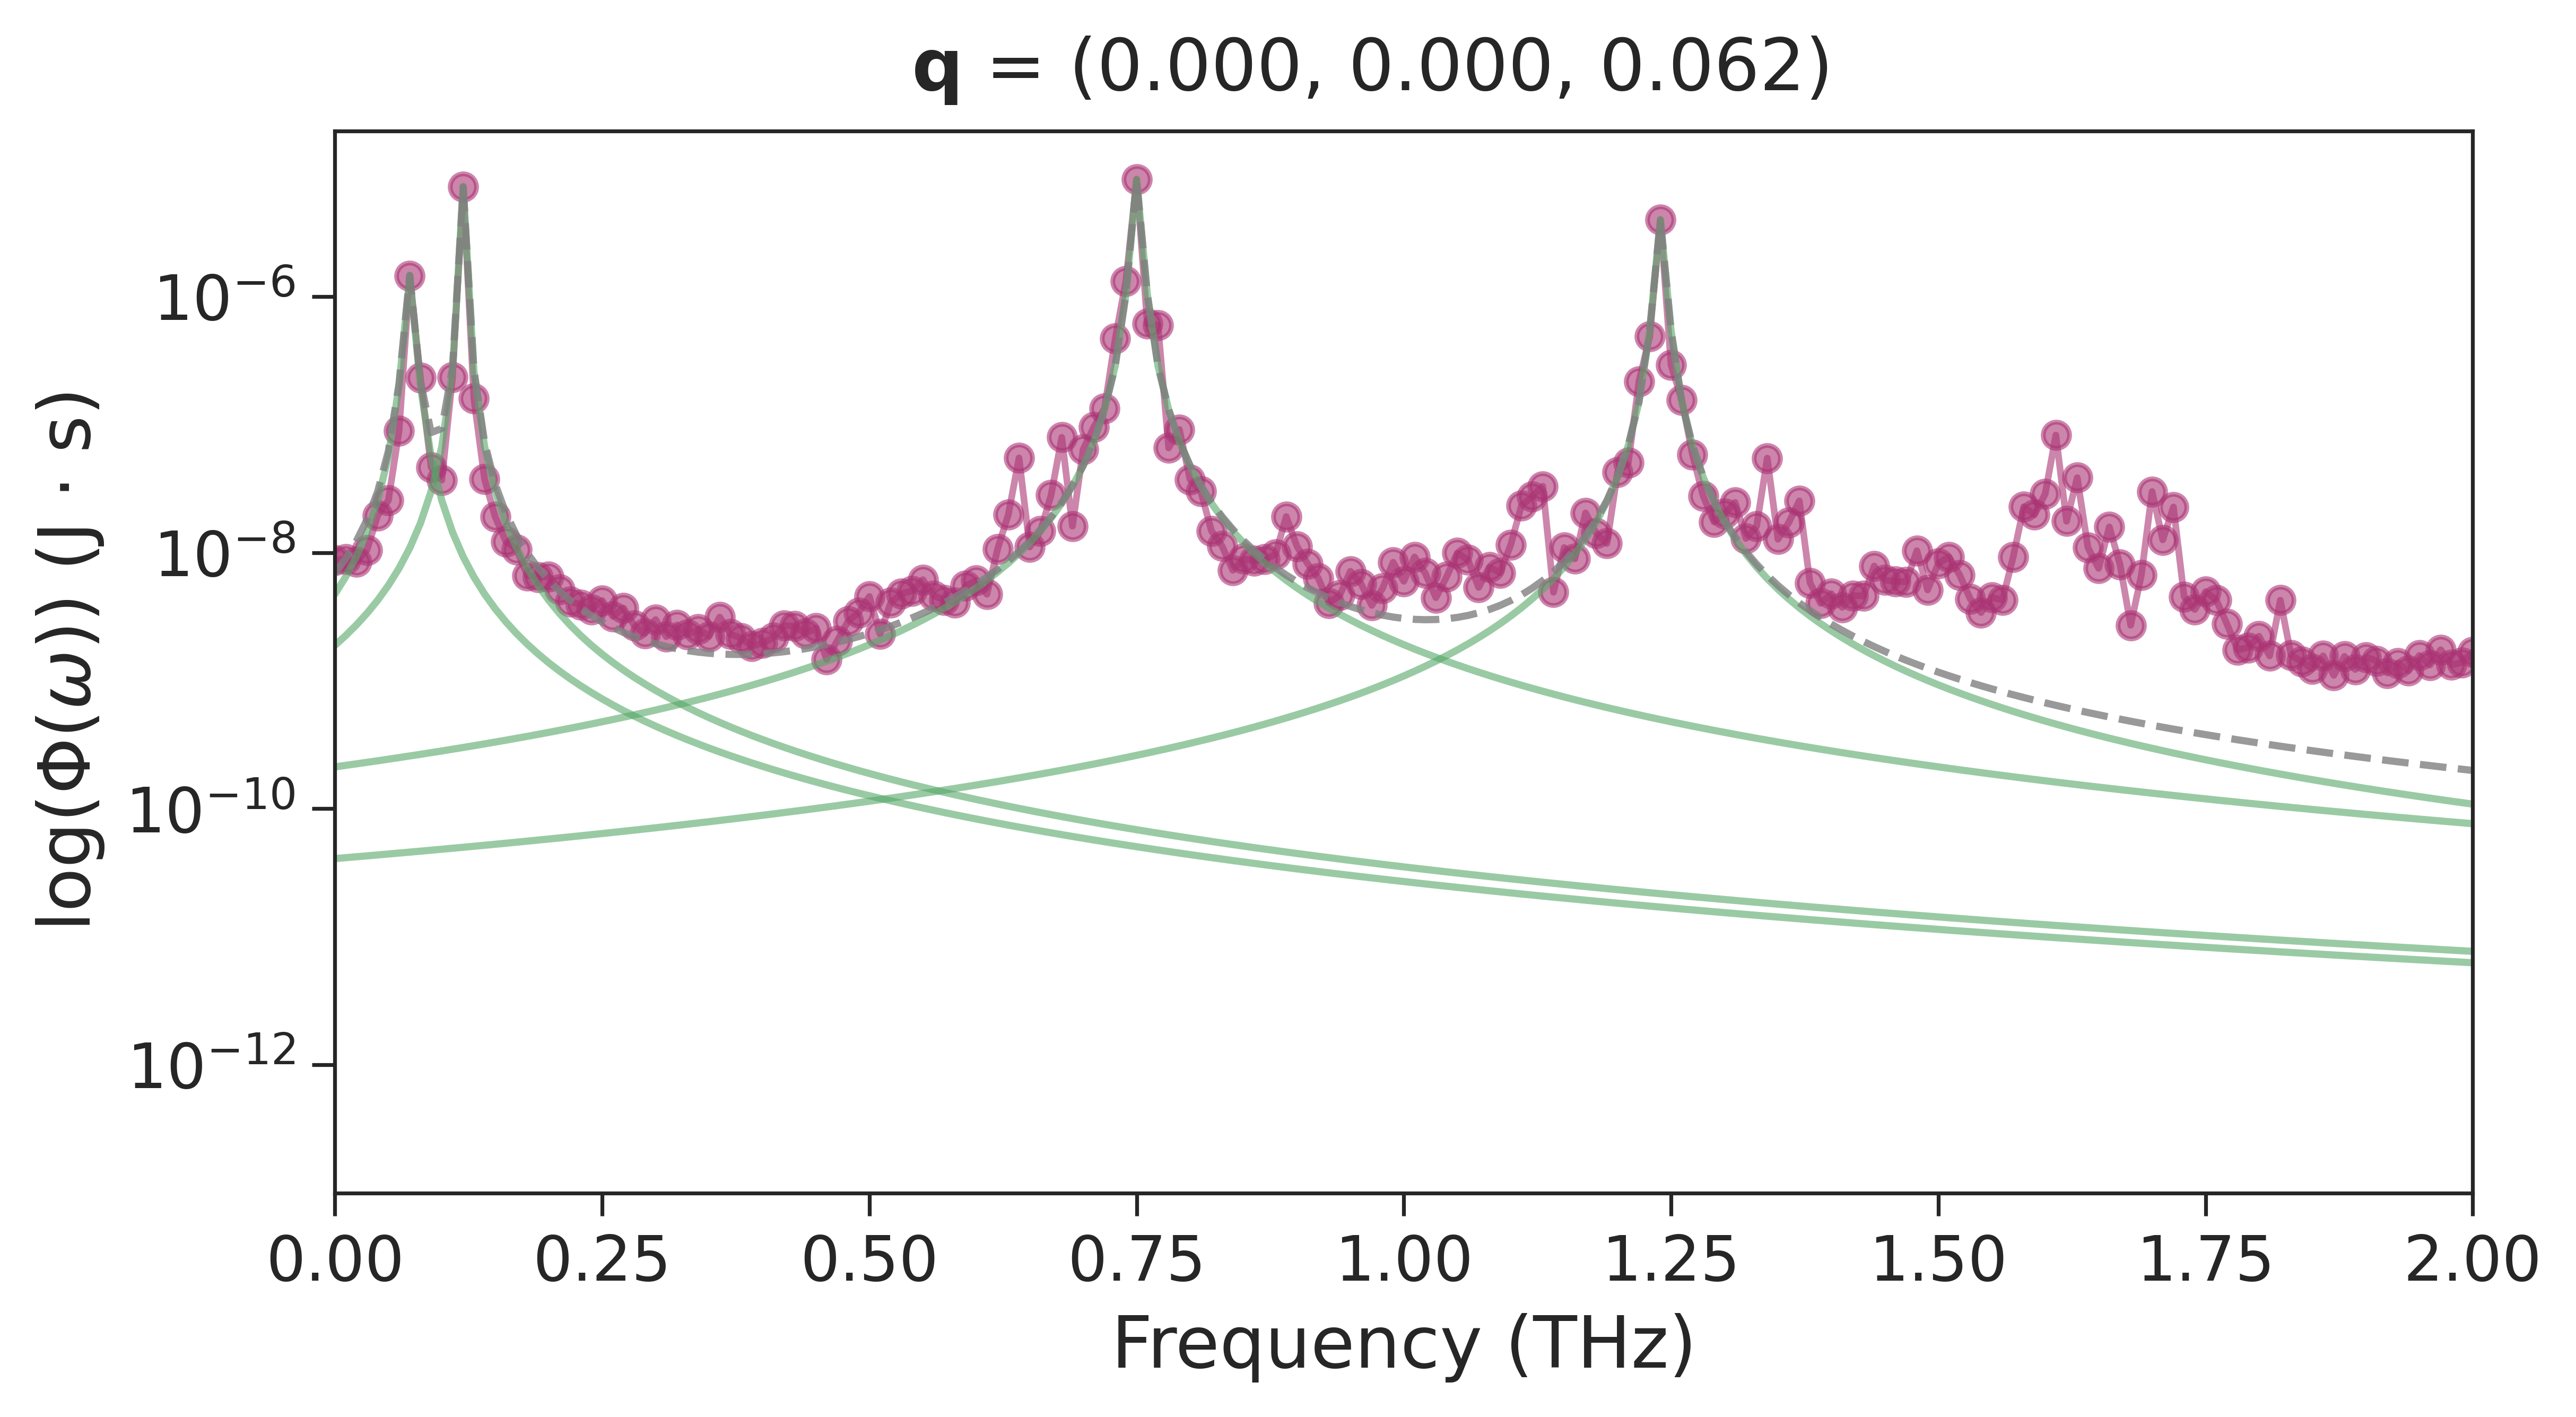 q = (0.000, 0.000, 0.062)
log(Φ(ω)) (J · s)
10⁻⁶
10⁻⁸
10⁻¹⁰
10⁻¹²
0.00 0.25 0.50 0.75 1.00 1.25 1.50 1.75 2.00
Frequency (THz)